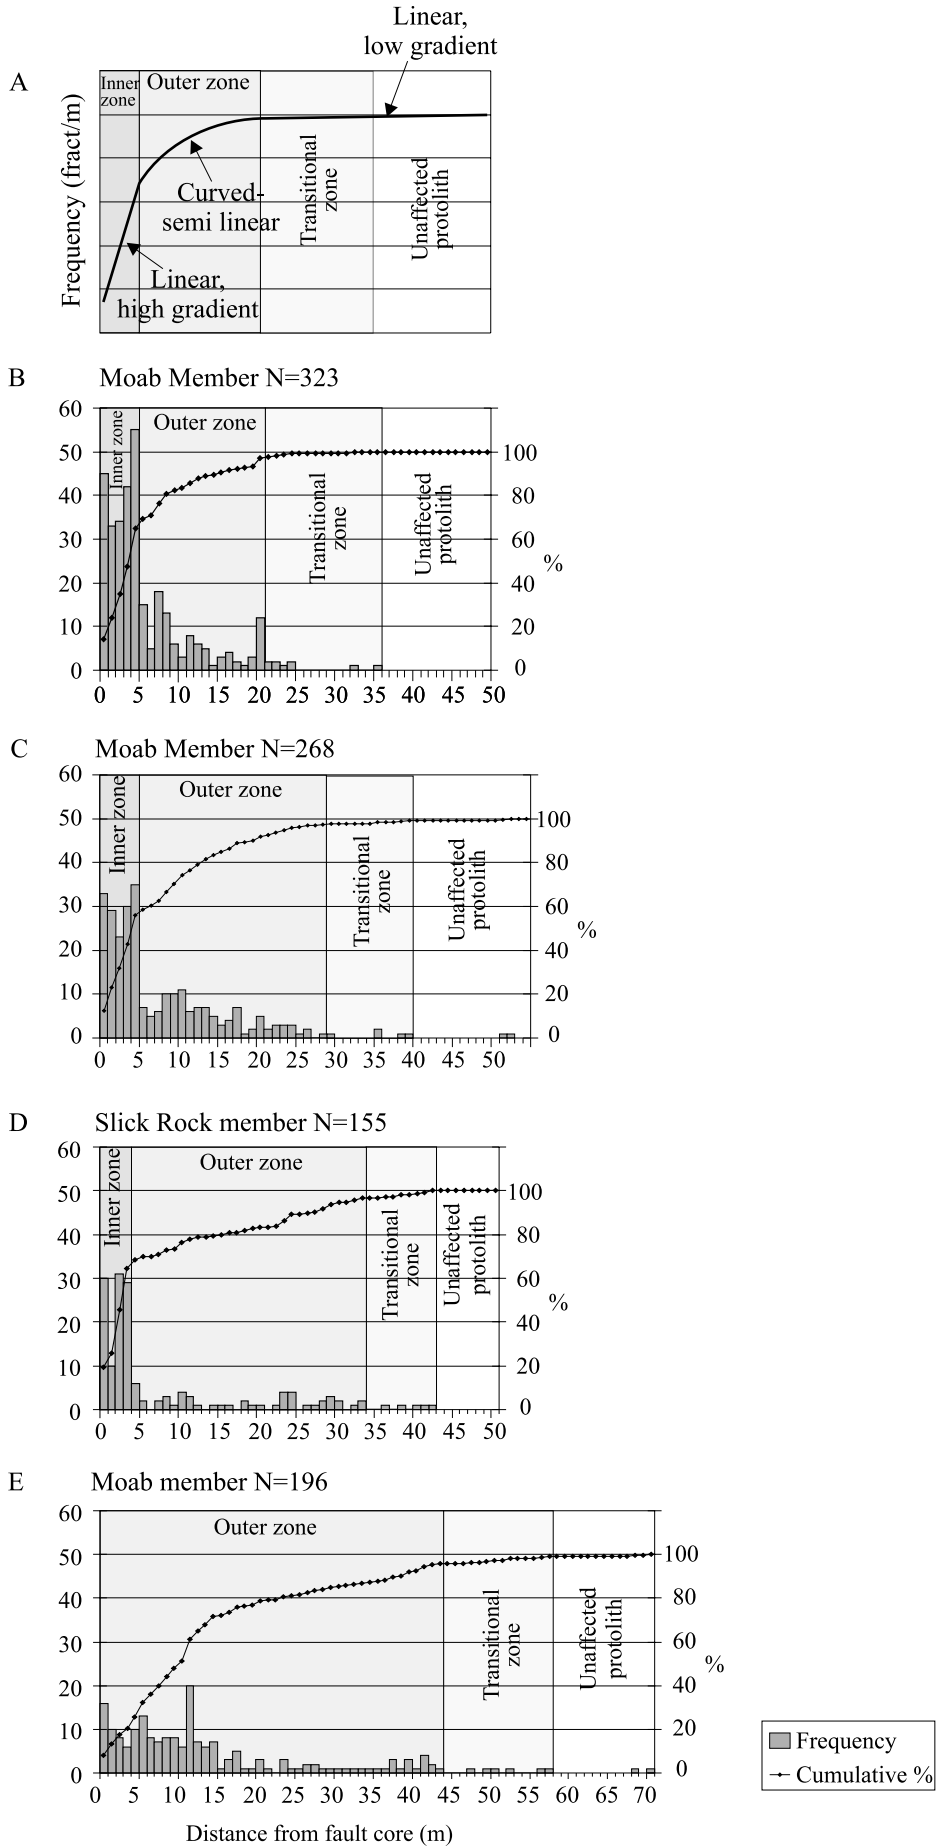 Linear,
low gradient
A
Inner
zone
Outer zone
Frequency (fract/m)
Curved-
semi linear
Linear,
high gradient
Transitional
zone
Unaffected
protolith
B
Moab Member N=323
60
50
40
30
20
10
0
Inner zone
Outer zone
Transitional
zone
Unaffected
protolith
100
80
60
40
20
0
%
0 5 10 15 20 25 30 35 40 45 50
C
Moab Member N=268
60
50
40
30
20
10
0
Inner zone
Outer zone
Transitional
zone
Unaffected
protolith
100
80
60
40
20
0
%
0 5 10 15 20 25 30 35 40 45 50
D
Slick Rock member N=155
60
50
40
30
20
10
0
Inner zone
Outer zone
Transitional
zone
Unaffected
protolith
100
80
60
40
20
0
%
0 5 10 15 20 25 30 35 40 45 50
E
Moab member N=196
60
50
40
30
20
10
0
Outer zone
Transitional
zone
Unaffected
protolith
100
80
60
40
20
0
%
0 5 10 15 20 25 30 35 40 45 50 55 60 65 70
Distance from fault core (m)
Frequency
Cumulative %